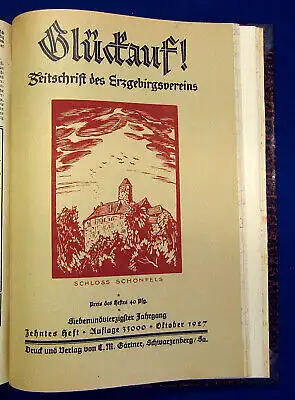 Glückauf!
Zeitschrift des Erzgebirgsvereins
SCHLOSS SCHÖNFELS
Preis des Heftes 40 Pfg.
Siebenundvierzigster Jahrgang
Zehntes Heft • Auflage 33000 • Oktober 1927
Druck und Verlag von C. M. Gärtner, Schwarzenberg/Sa.